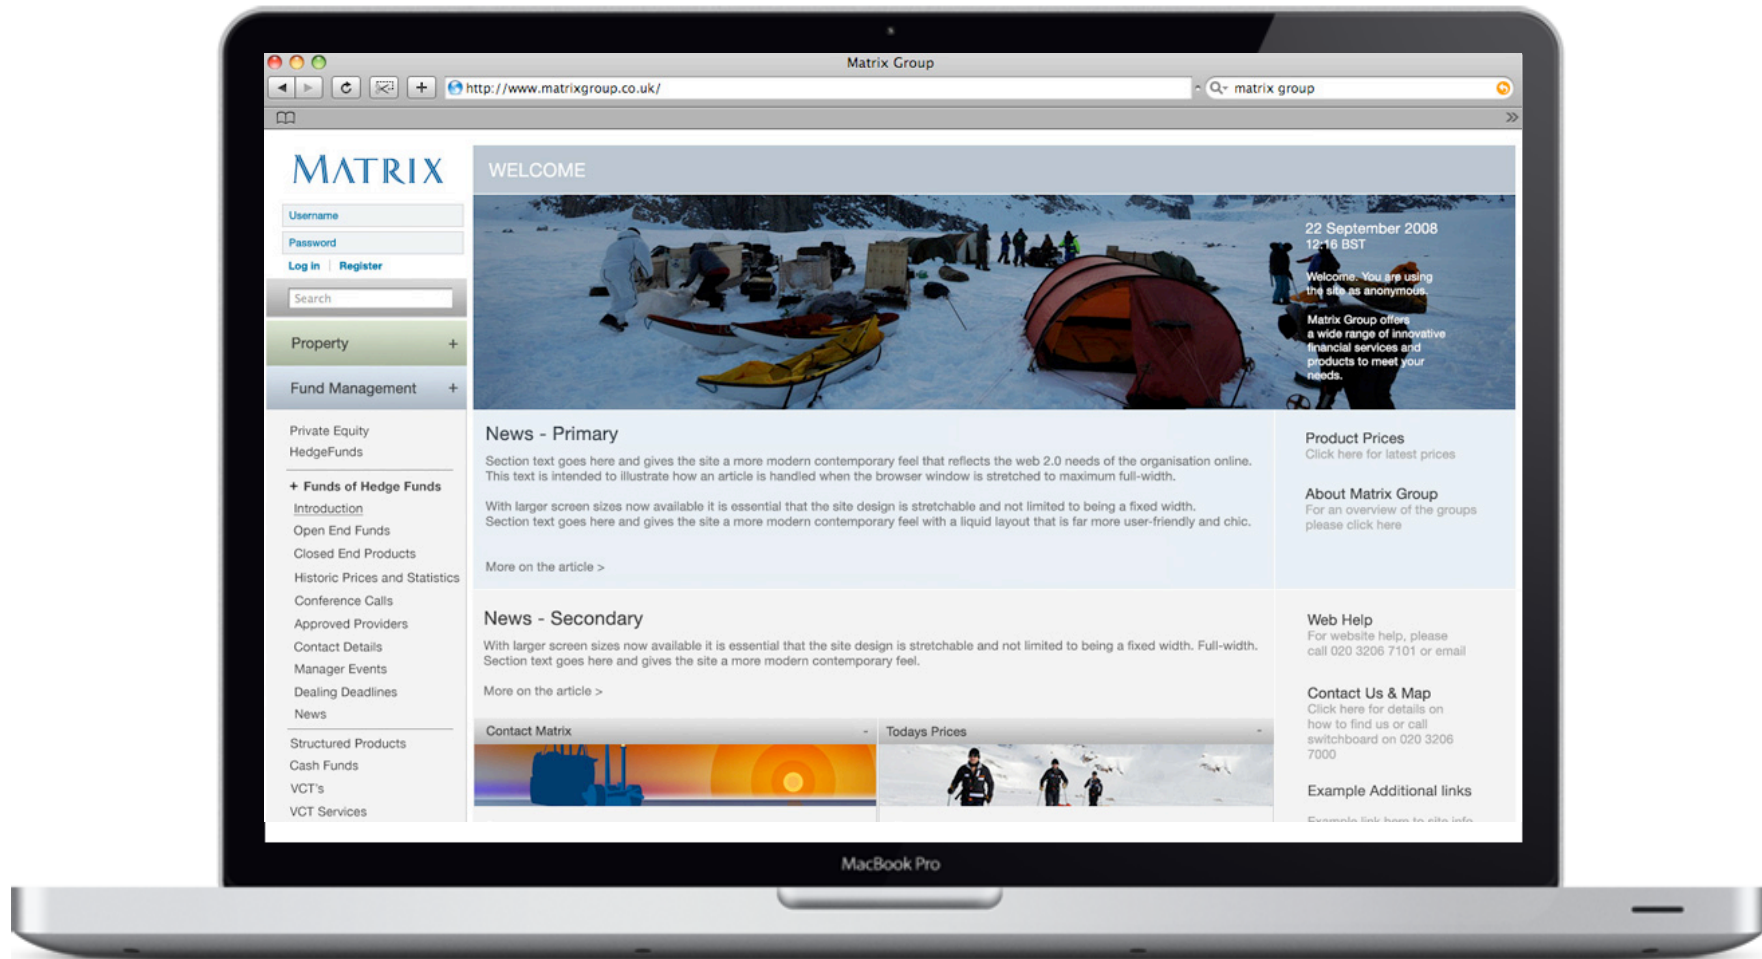 Matrix Group
http://www.matrixgroup.co.uk/
matrix group
MATRIX
Username
Password
Log in | Register
Search
Property +
Fund Management +
Private Equity
HedgeFunds
+ Funds of Hedge Funds
Introduction
Open End Funds
Closed End Products
Historic Prices and Statistics
Conference Calls
Approved Providers
Contact Details
Manager Events
Dealing Deadlines
News
Structured Products
Cash Funds
VCT's
VCT Services
WELCOME
22 September 2008
12:16 BST
Welcome. You are using
the site as anonymous.
Matrix Group offers
a wide range of innovative
financial services and
products to meet your
needs.
News - Primary
Section text goes here and gives the site a more modern contemporary feel that reflects the web 2.0 needs of the organisation online.
This text is intended to illustrate how an article is handled when the browser window is stretched to maximum full-width.
With larger screen sizes now available it is essential that the site design is stretchable and not limited to being a fixed width.
Section text goes here and gives the site a more modern contemporary feel with a liquid layout that is far more user-friendly and chic.
More on the article >
Product Prices
Click here for latest prices
About Matrix Group
For an overview of the groups
please click here
News - Secondary
With larger screen sizes now available it is essential that the site design is stretchable and not limited to being a fixed width. Full-width.
Section text goes here and gives the site a more modern contemporary feel.
More on the article >
Web Help
For website help, please
call 020 3206 7101 or email
Contact Us & Map
Click here for details on
how to find us or call
switchboard on 020 3206
7000
Example Additional links
Example link here to site info
Contact Matrix -
Todays Prices -
MacBook Pro